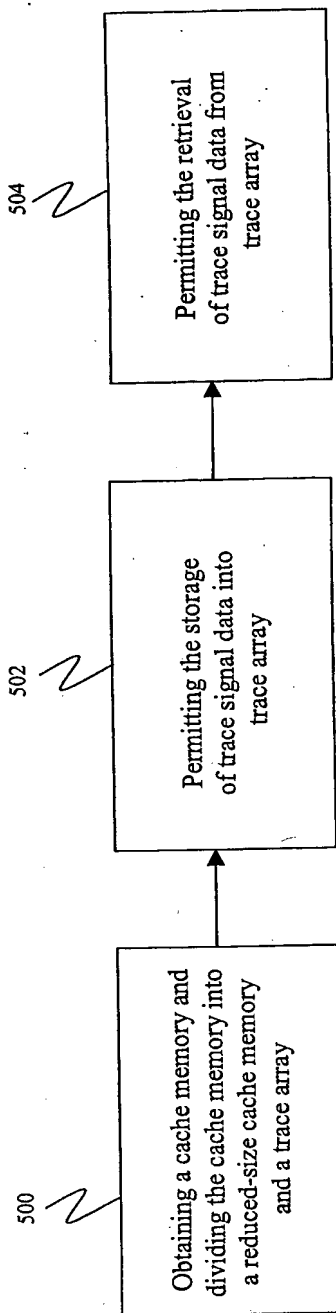 500
Obtaining a cache memory and
dividing the cache memory into
a reduced-size cache memory
and a trace array
502
Permitting the storage
of trace signal data into
trace array
504
Permitting the retrieval
of trace signal data from
trace array